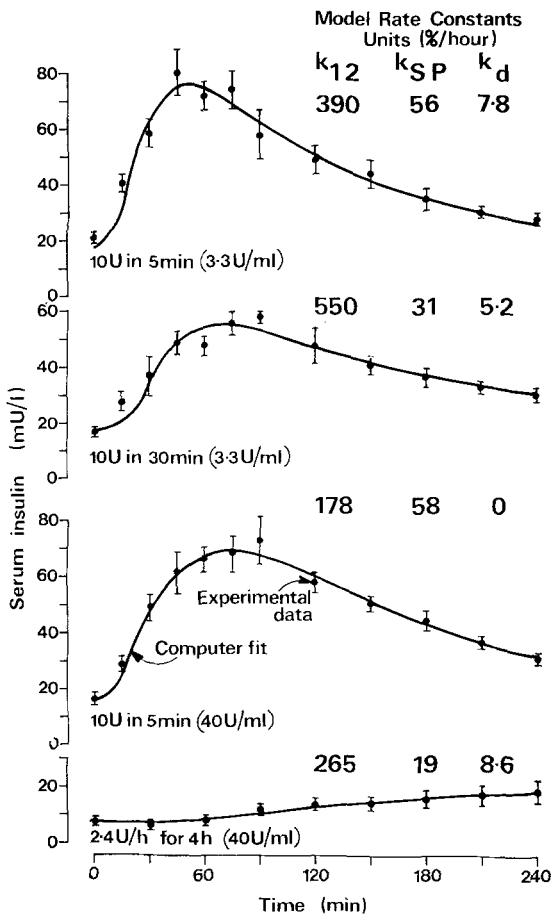 Model Rate Constants
Units (%/hour)
k12 kSP kd
390 56 7·8
80
60
40
20
0
10U in 5min (3·3U/ml)
550 31 5·2
60
40
20
0
10U in 30min (3·3U/ml)
178 58 0
80
60
40
20
0
Experimental
data
Computer fit
10U in 5min (40U/ml)
265 19 8·6
20
0
2·4U/h for 4h (40U/ml)
0 60 120 180 240
Time (min)
Serum insulin (mU/l)